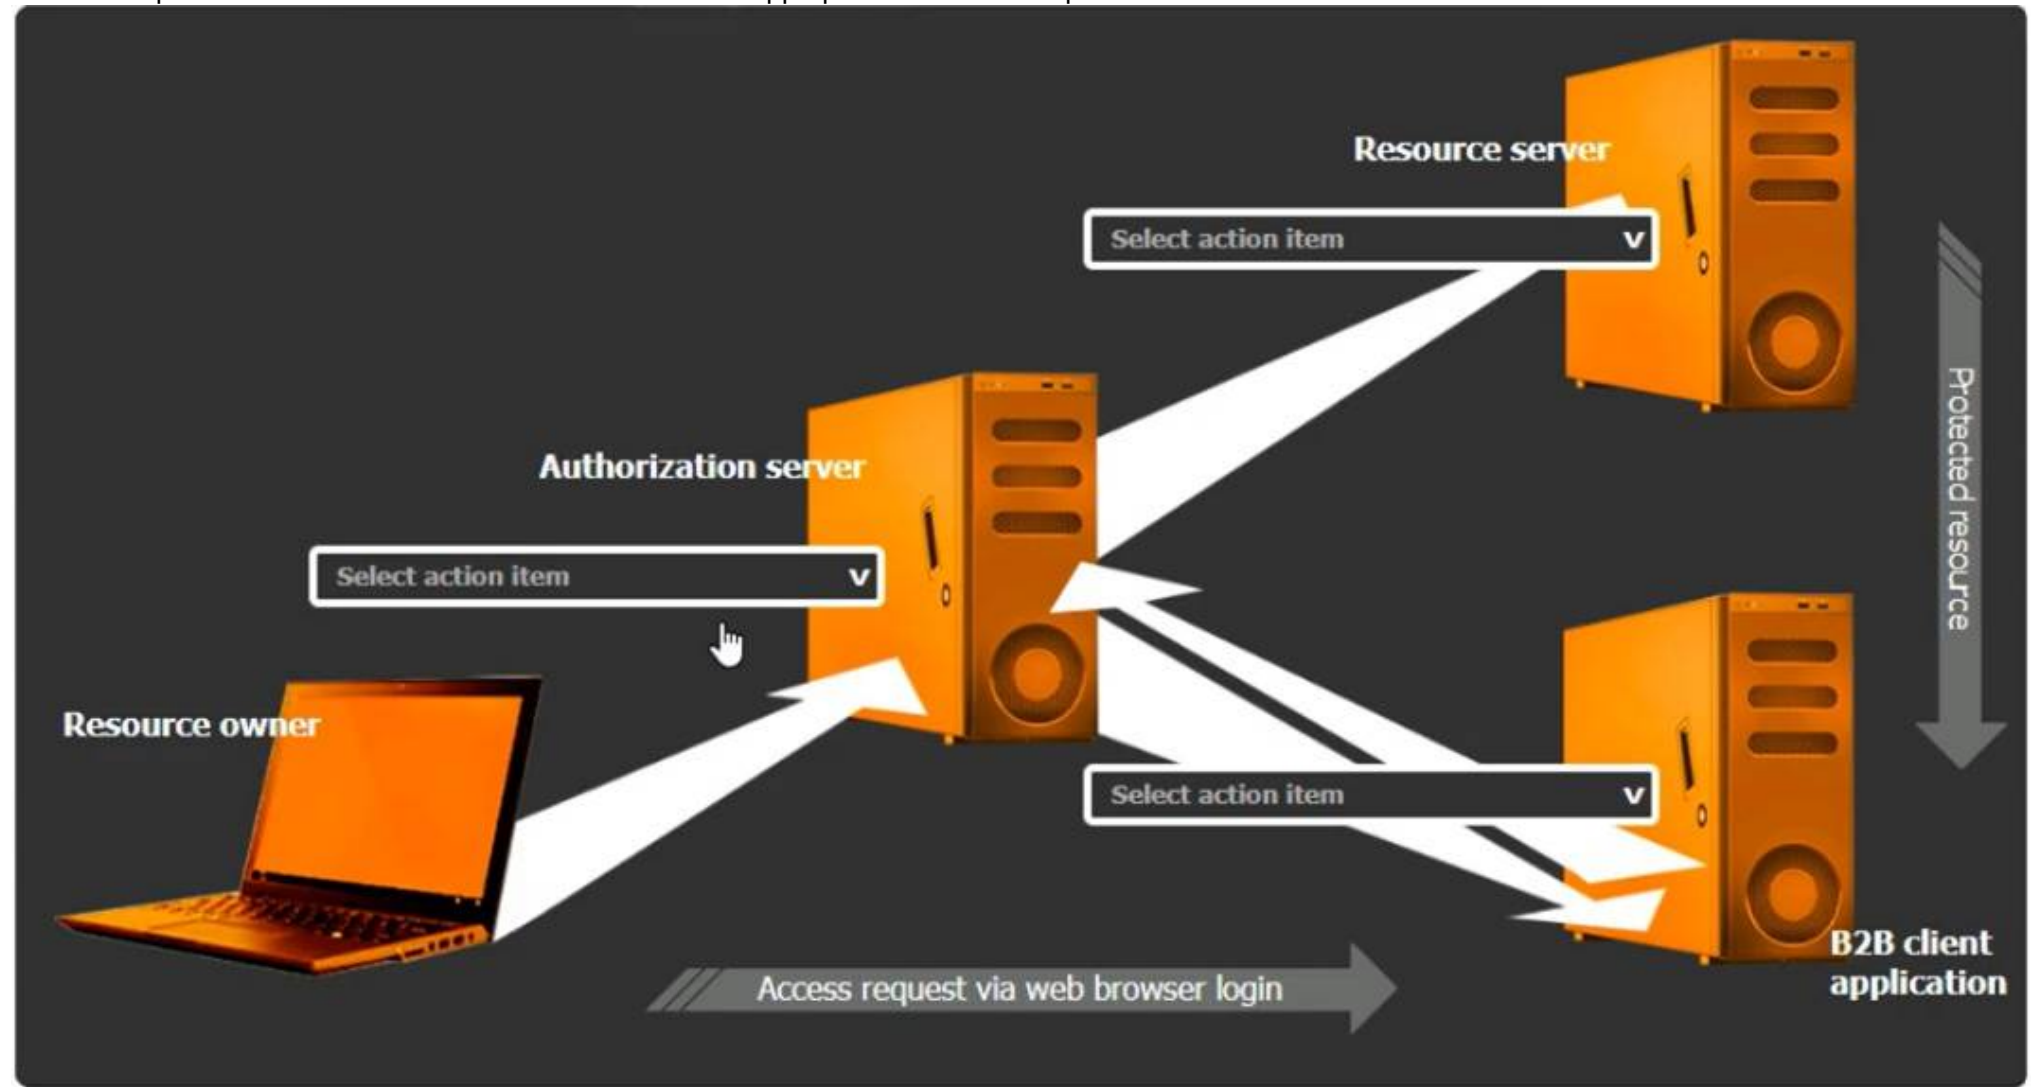 Resource server
Select action item v
Authorization server
Select action item v
Resource owner
Protected resource
Select action item v
B2B client
application
Access request via web browser login